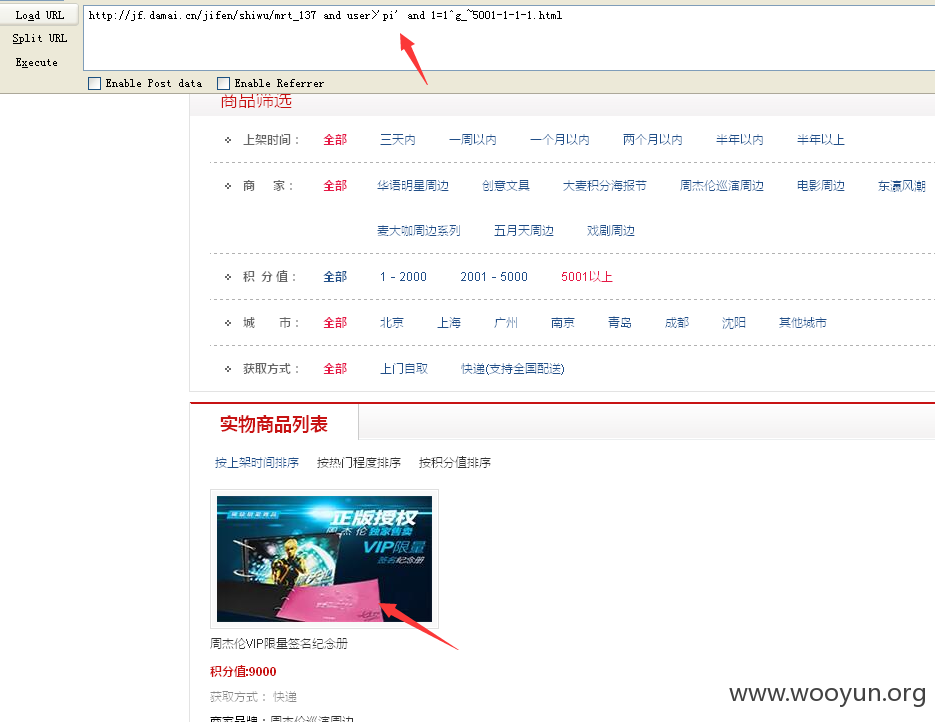 Load URL
http://jf.damai.cn/jifen/shiwu/mrt_137 and user>'pi' and 1=1^g_~5001-1-1-1.html
Split URL
Execute
Enable Post data Enable Referrer
商品筛选
上架时间： 全部 三天内 一周以内 一个月以内 两个月以内 半年以内 半年以上
商 家： 全部 华语明星周边 创意文具 大麦积分海报节 周杰伦巡演周边 电影周边 东瀛风潮
麦大咖周边系列 五月天周边 戏剧周边
积 分 值： 全部 1 - 2000 2001 - 5000 5001以上
城 市： 全部 北京 上海 广州 南京 青岛 成都 沈阳 其他城市
获取方式： 全部 上门自取 快递(支持全国配送)
实物商品列表
按上架时间排序 按热门程度排序 按积分值排序
正版授权
周杰伦独家售卖
VIP限量
签名纪念册
周杰伦VIP限量签名纪念册
积分值:9000
获取方式： 快递
商家品牌：周杰伦巡演周边
www.wooyun.org